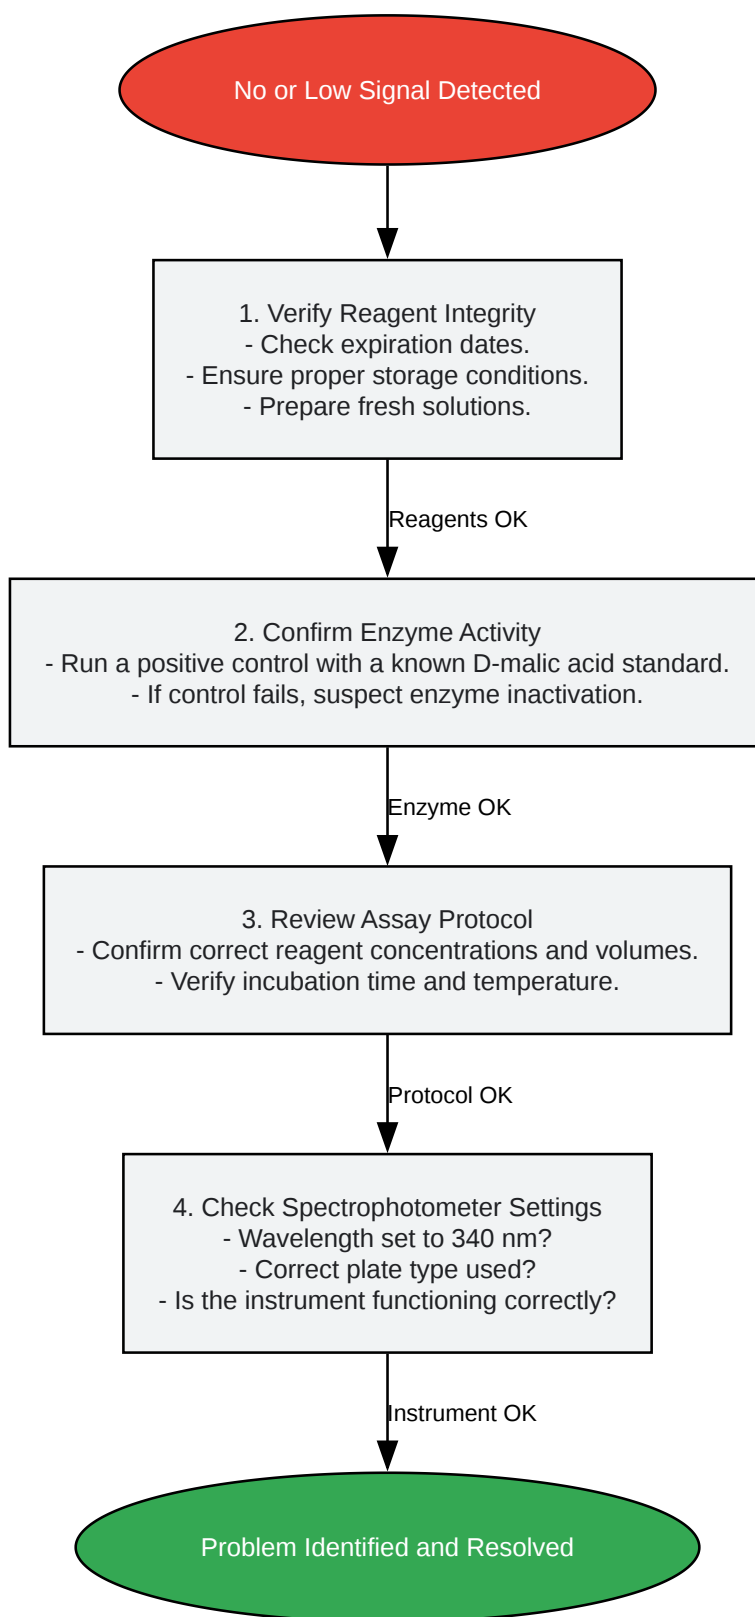 No or Low Signal Detected
1. Verify Reagent Integrity
- Check expiration dates.
- Ensure proper storage conditions.
- Prepare fresh solutions.
Reagents OK
2. Confirm Enzyme Activity
- Run a positive control with a known D-malic acid standard.
- If control fails, suspect enzyme inactivation.
Enzyme OK
3. Review Assay Protocol
- Confirm correct reagent concentrations and volumes.
- Verify incubation time and temperature.
Protocol OK
4. Check Spectrophotometer Settings
- Wavelength set to 340 nm?
- Correct plate type used?
- Is the instrument functioning correctly?
Instrument OK
Problem Identified and Resolved